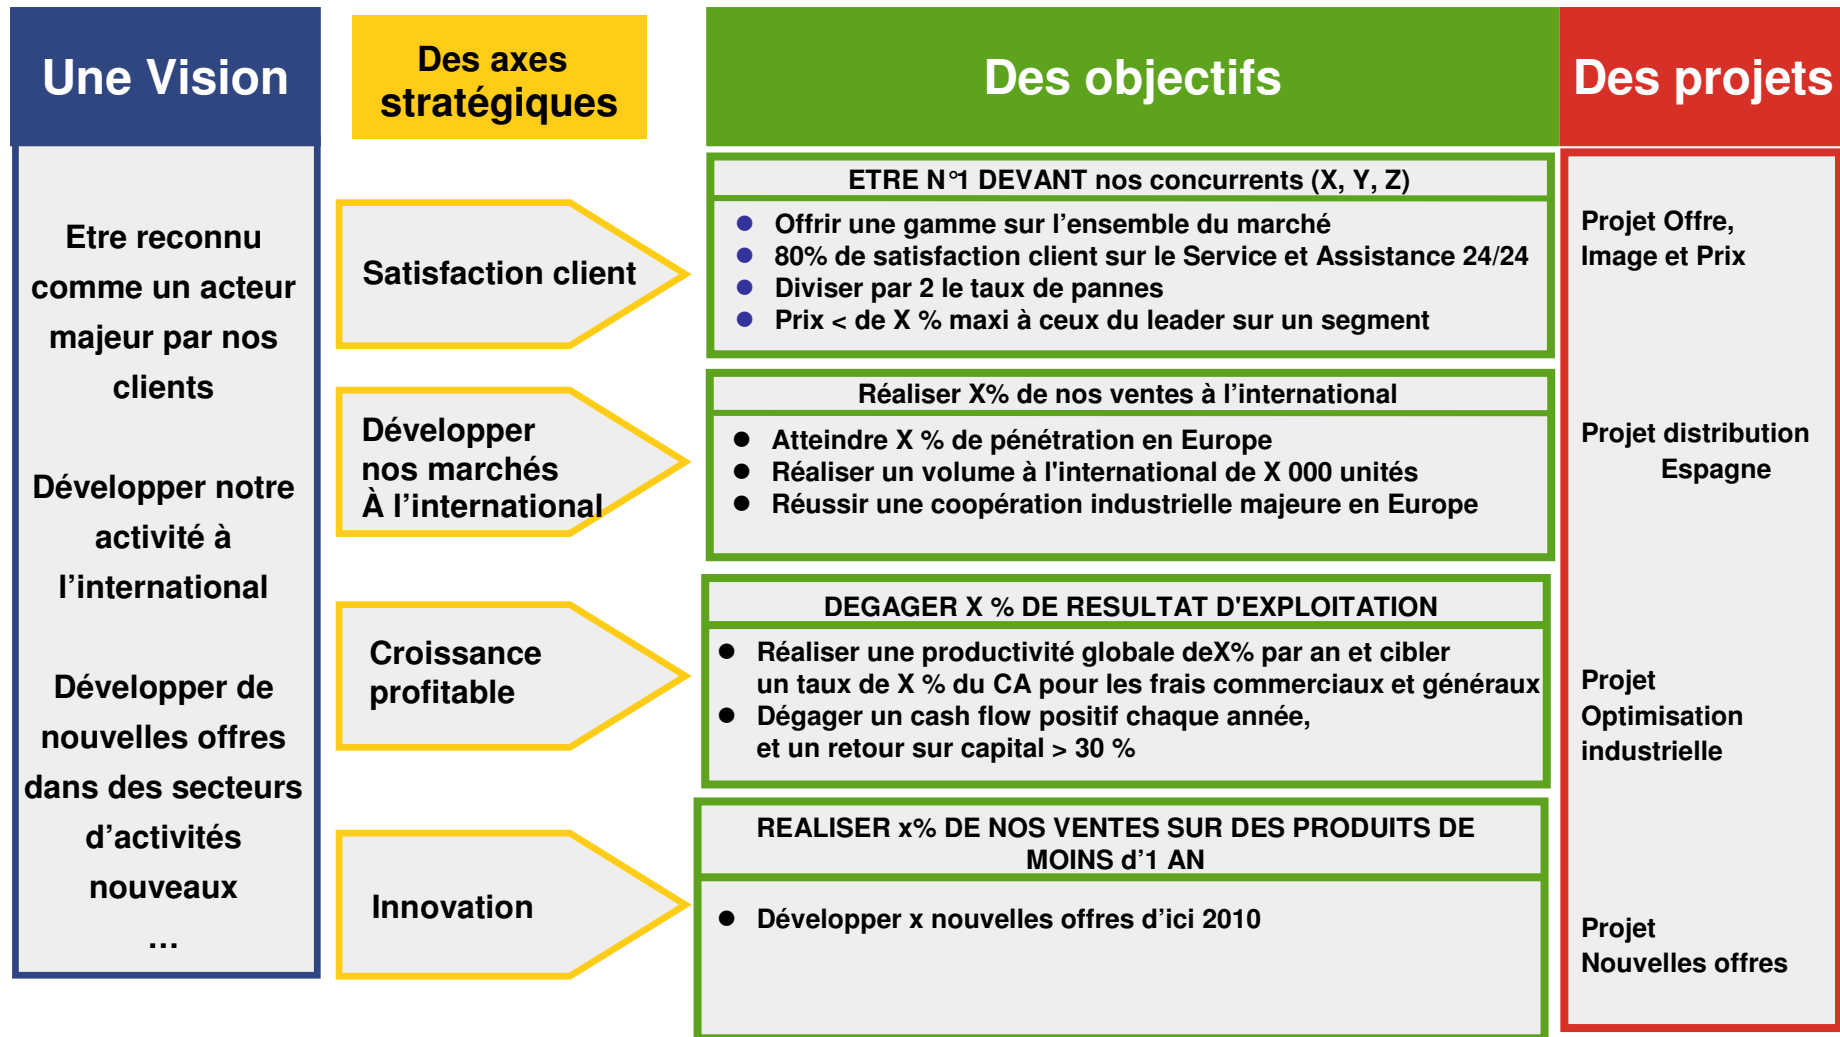 Une Vision
Des axes
stratégiques
Des objectifs
Des projets
Etre reconnu
comme un acteur
majeur par nos
clients
Développer notre
activité à
l’international
Développer de
nouvelles offres
dans des secteurs
d’activités
nouveaux
…
Satisfaction client
ETRE N°1 DEVANT nos concurrents (X, Y, Z)
Offrir une gamme sur l’ensemble du marché
80% de satisfaction client sur le Service et Assistance 24/24
Diviser par 2 le taux de pannes
Prix < de X % maxi à ceux du leader sur un segment
Projet Offre,
Image et Prix
Développer
nos marchés
À l’international
Réaliser X% de nos ventes à l’international
Atteindre X % de pénétration en Europe
Réaliser un volume à l'international de X 000 unités
Réussir une coopération industrielle majeure en Europe
Projet distribution
Espagne
Croissance
profitable
DEGAGER X % DE RESULTAT D'EXPLOITATION
Réaliser une productivité globale deX% par an et cibler
un taux de X % du CA pour les frais commerciaux et généraux
Dégager un cash flow positif chaque année,
et un retour sur capital > 30 %
Projet
Optimisation
industrielle
Innovation
REALISER x% DE NOS VENTES SUR DES PRODUITS DE
MOINS d’1 AN
Développer x nouvelles offres d’ici 2010
Projet
Nouvelles offres